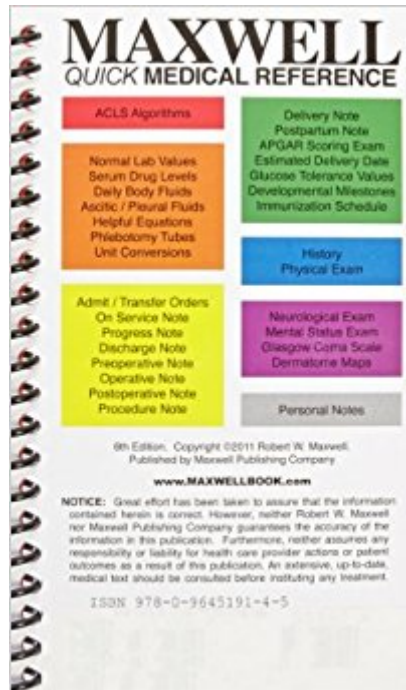 MAXWELL
QUICK MEDICAL REFERENCE
ACLS Algorithms
Normal Lab Values
Serum Drug Levels
Daily Body Fluids
Ascitic / Pleural Fluids
Helpful Equations
Phlebotomy Tubes
Unit Conversions
Admit / Transfer Orders
On Service Note
Progress Note
Discharge Note
Preoperative Note
Operative Note
Postoperative Note
Procedure Note
Delivery Note
Postpartum Note
APGAR Scoring Exam
Estimated Delivery Date
Glucose Tolerance Values
Developmental Milestones
Immunization Schedule
History
Physical Exam
Neurological Exam
Mental Status Exam
Glasgow Coma Scale
Dermatome Maps
Personal Notes
6th Edition. Copyright ©2011 Robert W. Maxwell.
Published by Maxwell Publishing Company
www.MAXWELLBOOK.com
NOTICE: Great effort has been taken to assure that the information
contained herein is correct. However, neither Robert W. Maxwell
nor Maxwell Publishing Company guarantees the accuracy of the
information in this publication. Furthermore, neither assumes any
responsibility or liability for health care provider actions or patient
outcomes as a result of this publication. An extensive, up-to-date,
medical text should be consulted before instituting any treatment.
ISBN 978-0-9645191-4-5